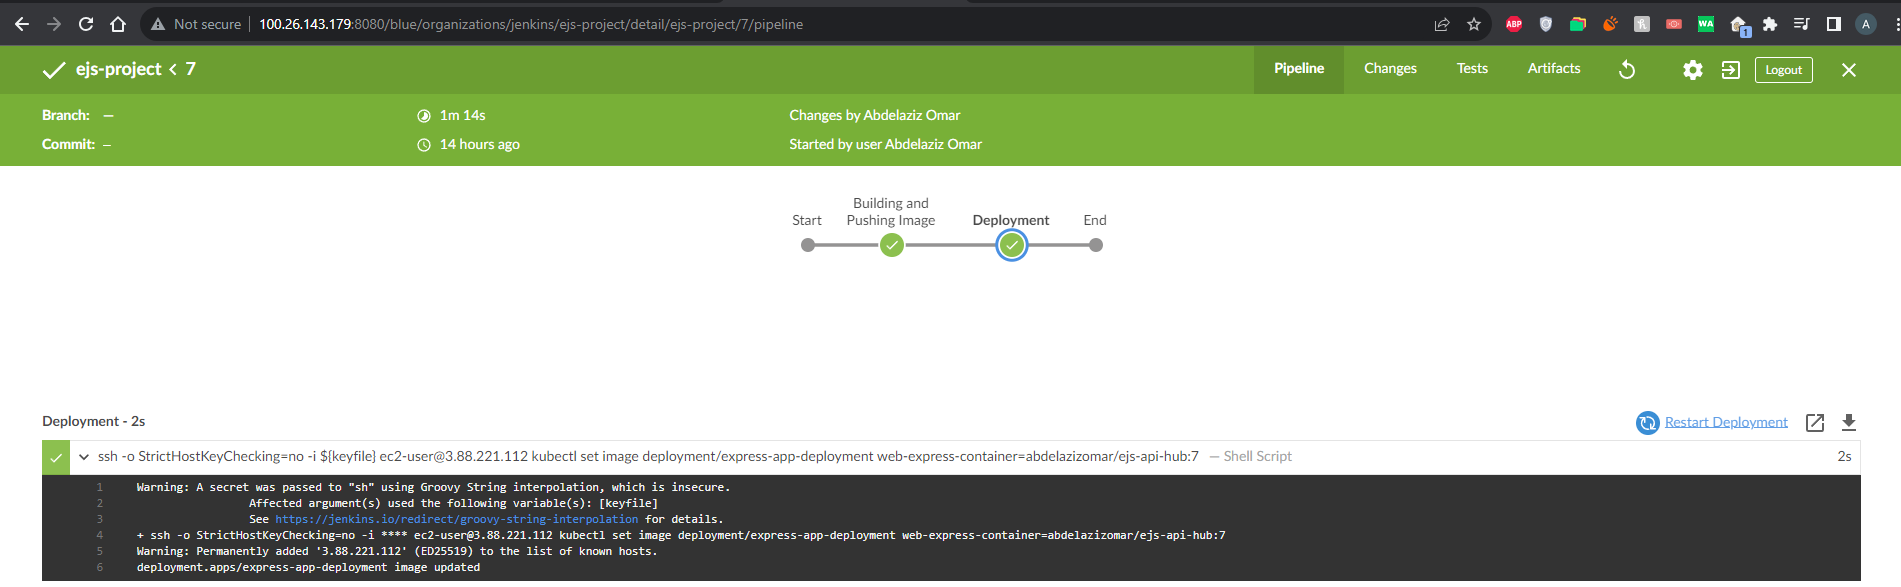 Not secure | 100.26.143.179:8080/blue/organizations/jenkins/ejs-project/detail/ejs-project/7/pipeline
ABP
WA
1
A
ejs-project < 7
Pipeline
Changes
Tests
Artifacts
Logout
Branch: —
1m 14s
Changes by Abdelaziz Omar
Commit: –
14 hours ago
Started by user Abdelaziz Omar
Start
Building and
Pushing Image
Deployment
End
Deployment - 2s
Restart Deployment
ssh -o StrictHostKeyChecking=no -i ${keyfile} ec2-user@3.88.221.112 kubectl set image deployment/express-app-deployment web-express-container=abdelazizomar/ejs-api-hub:7 — Shell Script
2s
1 Warning: A secret was passed to "sh" using Groovy String interpolation, which is insecure.
2 Affected argument(s) used the following variable(s): [keyfile]
3 See https://jenkins.io/redirect/groovy-string-interpolation for details.
4 + ssh -o StrictHostKeyChecking=no -i **** ec2-user@3.88.221.112 kubectl set image deployment/express-app-deployment web-express-container=abdelazizomar/ejs-api-hub:7
5 Warning: Permanently added '3.88.221.112' (ED25519) to the list of known hosts.
6 deployment.apps/express-app-deployment image updated